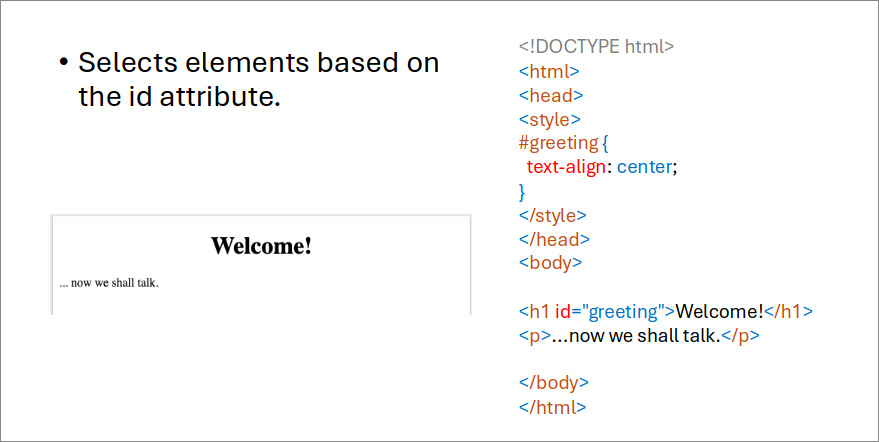 • Selects elements based on
the id attribute.
Welcome!
... now we shall talk.
<!DOCTYPE html>
<html>
<head>
<style>
#greeting {
  text-align: center;
}
</style>
</head>
<body>
<h1 id="greeting">Welcome!</h1>
<p>...now we shall talk.</p>
</body>
</html>